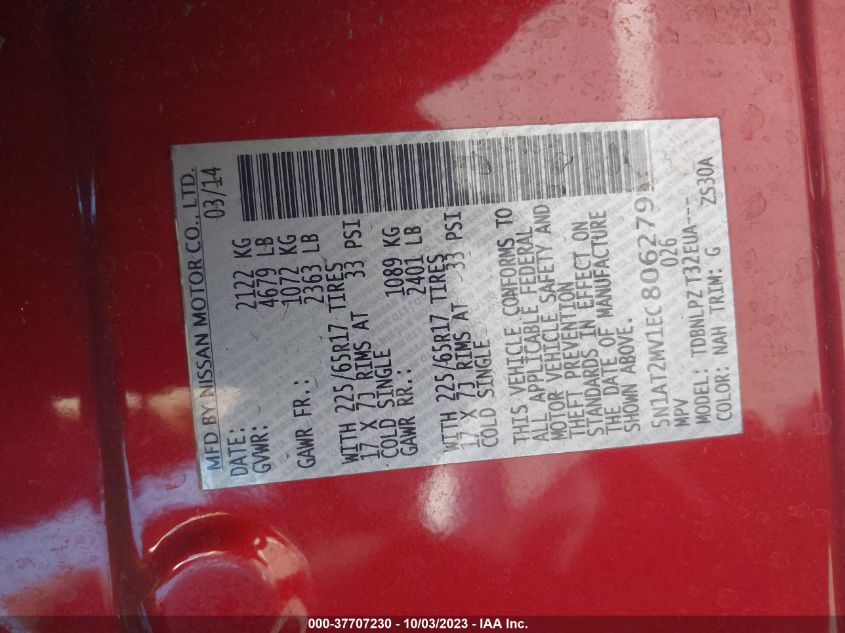 MFD BY NISSAN MOTOR CO., LTD.
DATE: 03/14
GVWR: 2122 KG
4679 LB
GAWR FR.: 1072 KG
2363 LB
WITH 225/65R17 TIRES
17 X 7J RIMS AT 33 PSI
COLD SINGLE
GAWR RR.: 1089 KG
2401 LB
WITH 225/65R17 TIRES
17 X 7J RIMS AT 33 PSI
COLD SINGLE
THIS VEHICLE CONFORMS TO
ALL APPLICABLE FEDERAL
MOTOR VEHICLE SAFETY AND
THEFT PREVENTION
STANDARDS IN EFFECT ON
THE DATE OF MANUFACTURE
SHOWN ABOVE.
5N1AT2MV1EC806279
MPV 026
MODEL: TDBNLPZ T32EUA----
COLOR: NAH TRIM: G ZS30A
000-37707230 - 10/03/2023 - IAA Inc.